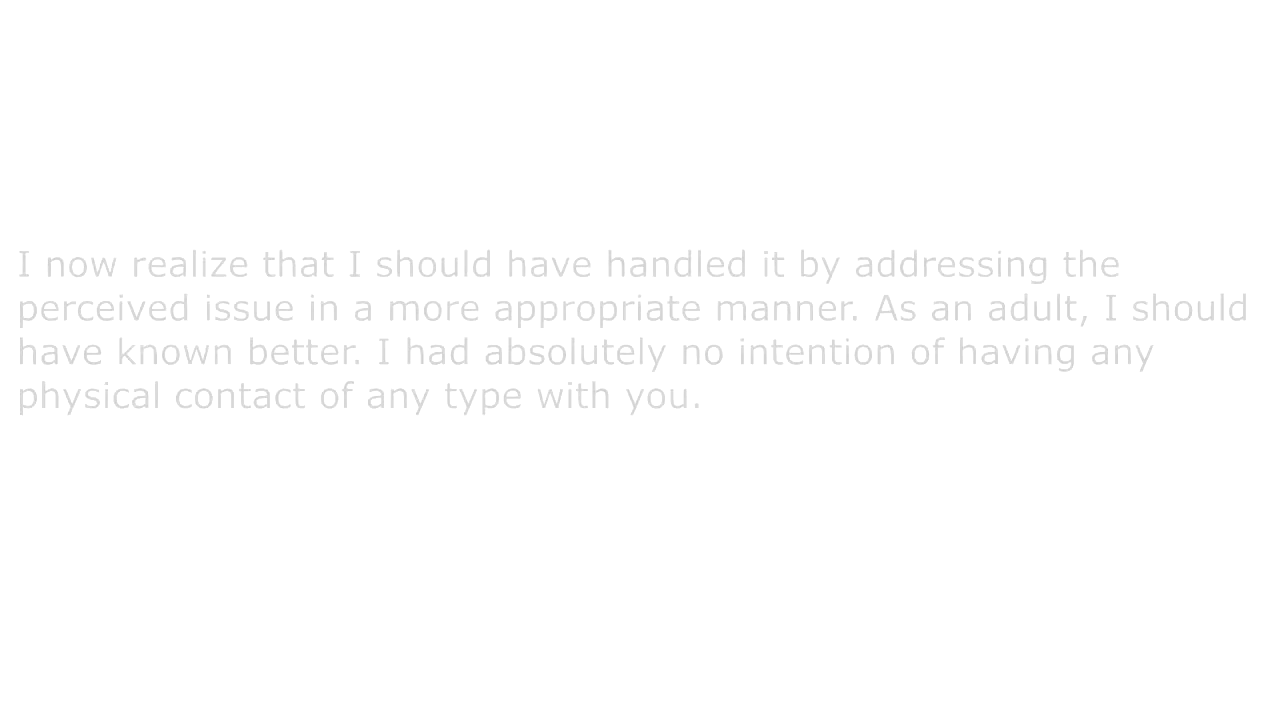 I now realize that I should have handled it by addressing the
perceived issue in a more appropriate manner. As an adult, I should
have known better. I had absolutely no intention of having any
physical contact of any type with you.